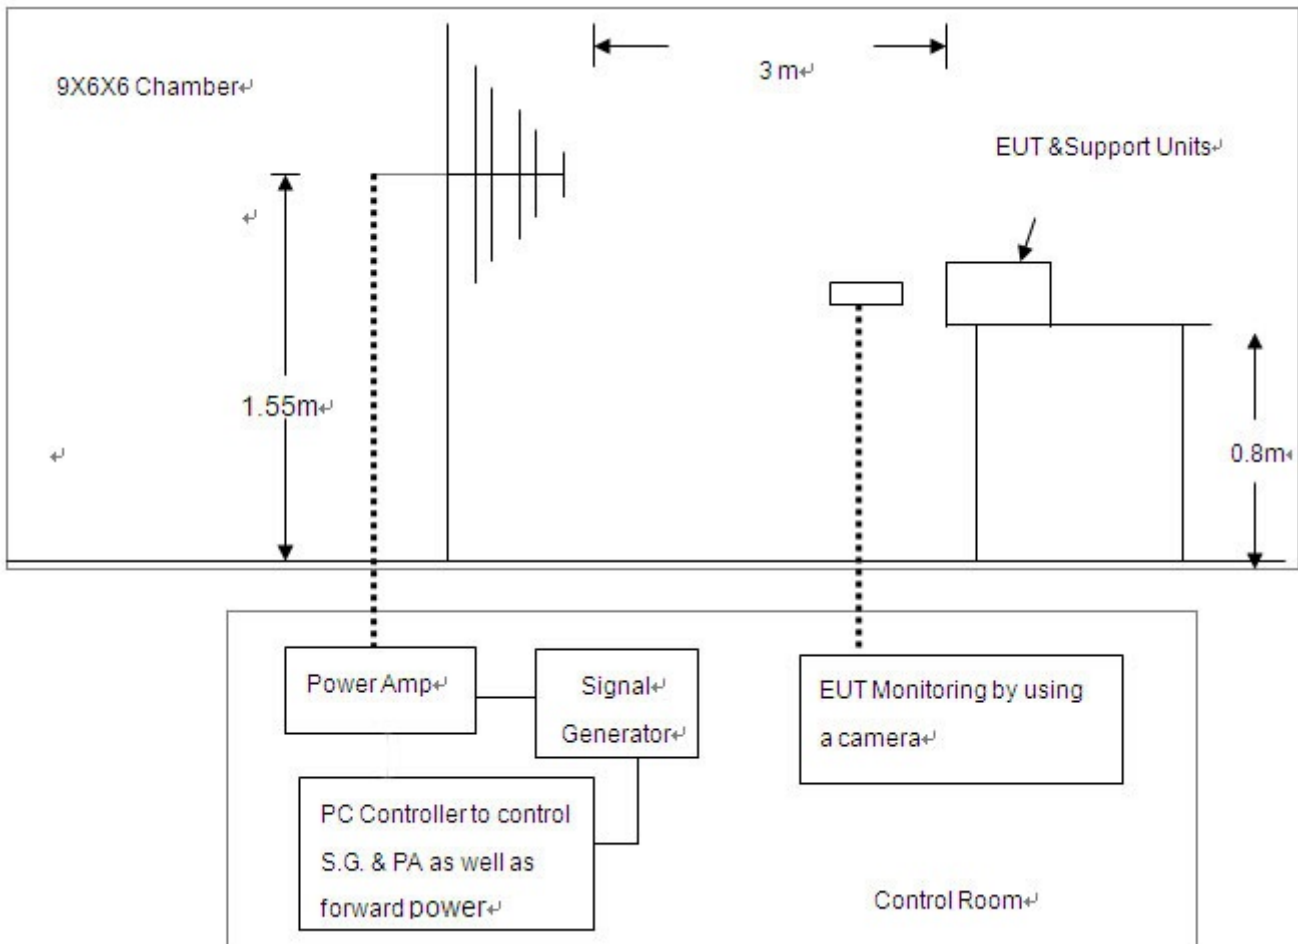 3 m
9X6X6 Chamber
EUT &Support Units
1.55m
0.8m
Power Amp
Signal
Generator
EUT Monitoring by using
a camera
PC Controller to control
S.G. & PA as well as
forward power
Control Room